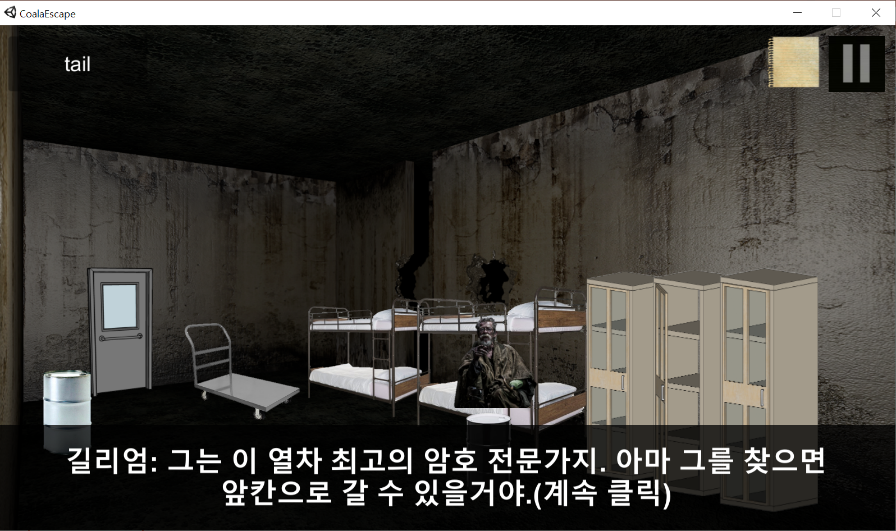 CoalaEscape
tail
길리엄: 그는 이 열차 최고의 암호 전문가지. 아마 그를 찾으면
앞칸으로 갈 수 있을거야.(계속 클릭)